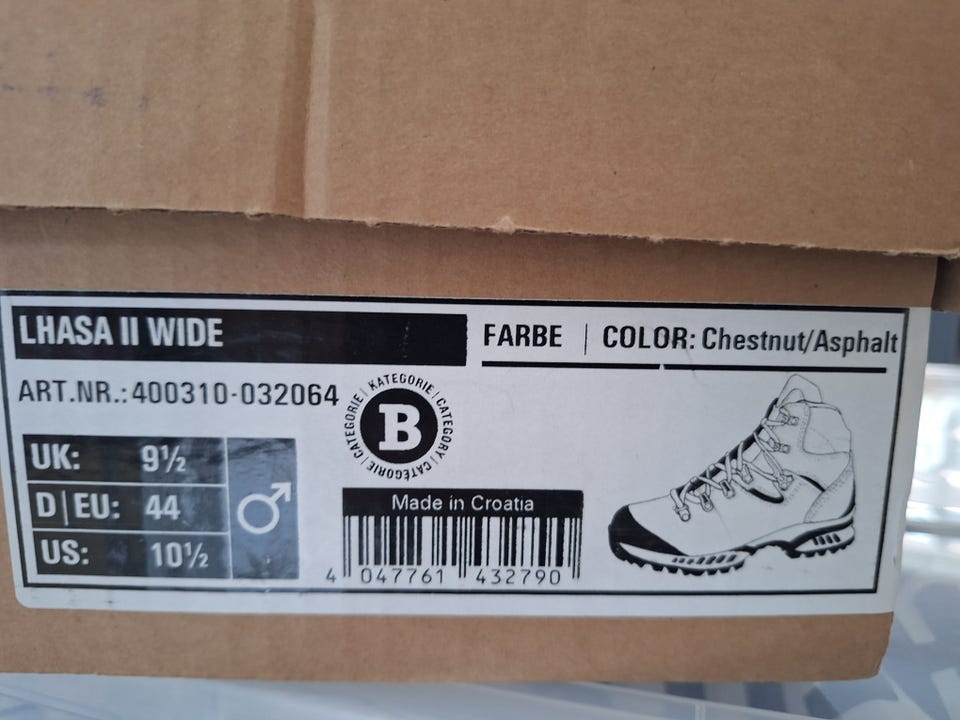 LHASA II WIDE
FARBE | COLOR: Chestnut/Asphalt
ART.NR.: 400310-032064
KATEGORIE | CATEGORY | CATÉGORIE | CATEGORIE |
B
UK: 9½
D|EU: 44
US: 10½
♂
Made in Croatia
4 047761 432790